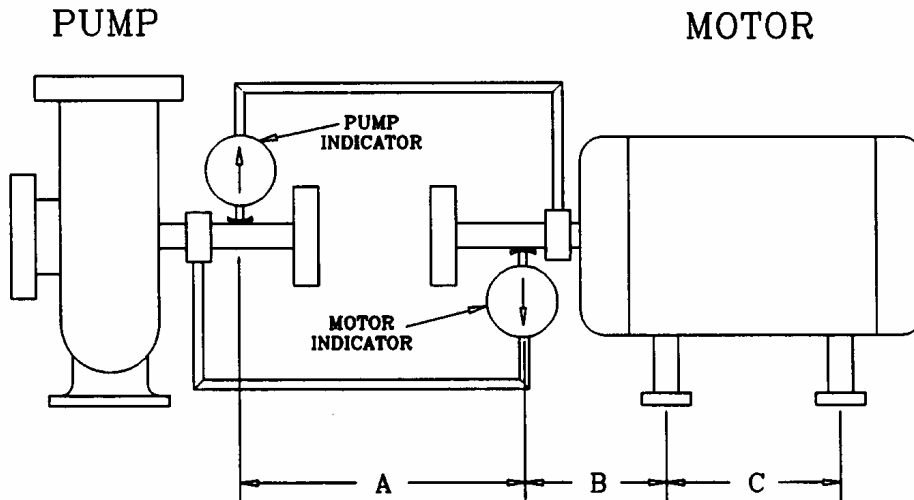 PUMP
MOTOR
PUMP
INDICATOR
MOTOR
INDICATOR
A
B
C